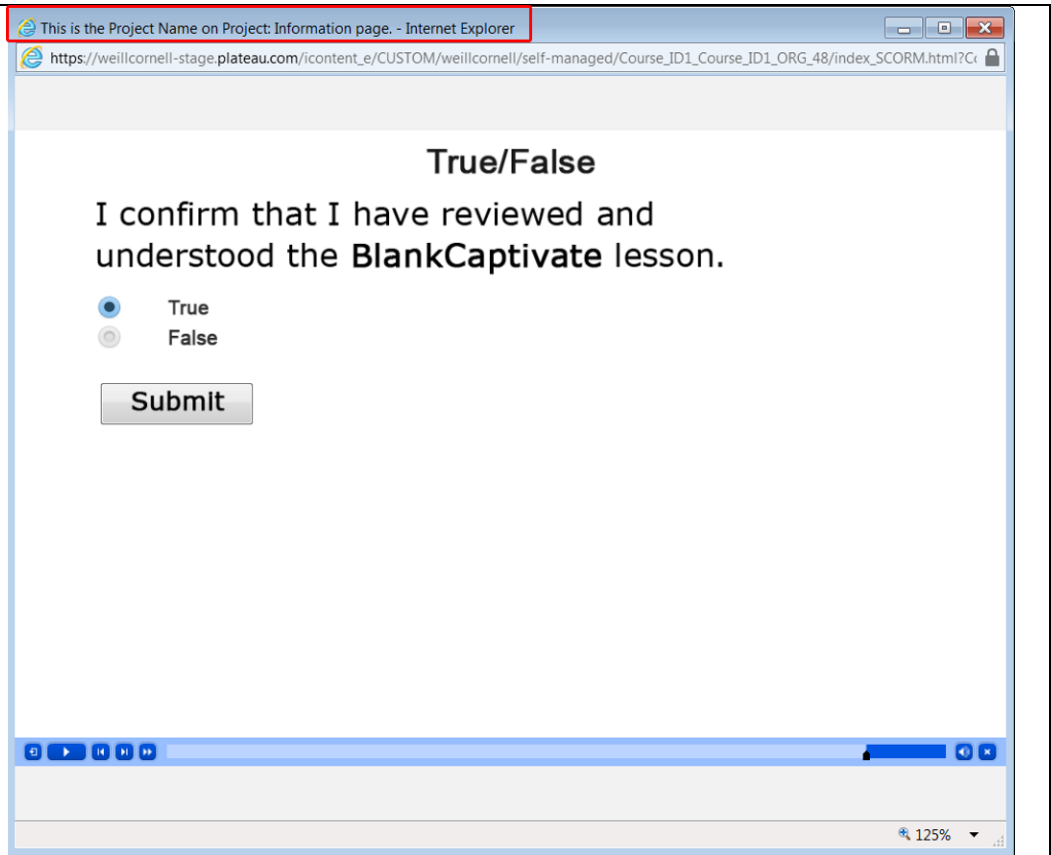 This is the Project Name on Project: Information page. - Internet Explorer
https://weillcornell-stage.plateau.com/icontent_e/CUSTOM/weillcornell/self-managed/Course_ID1_Course_ID1_ORG_48/index_SCORM.html?Cc
True/False
I confirm that I have reviewed and
understood the BlankCaptivate lesson.
True
False
Submit
125%